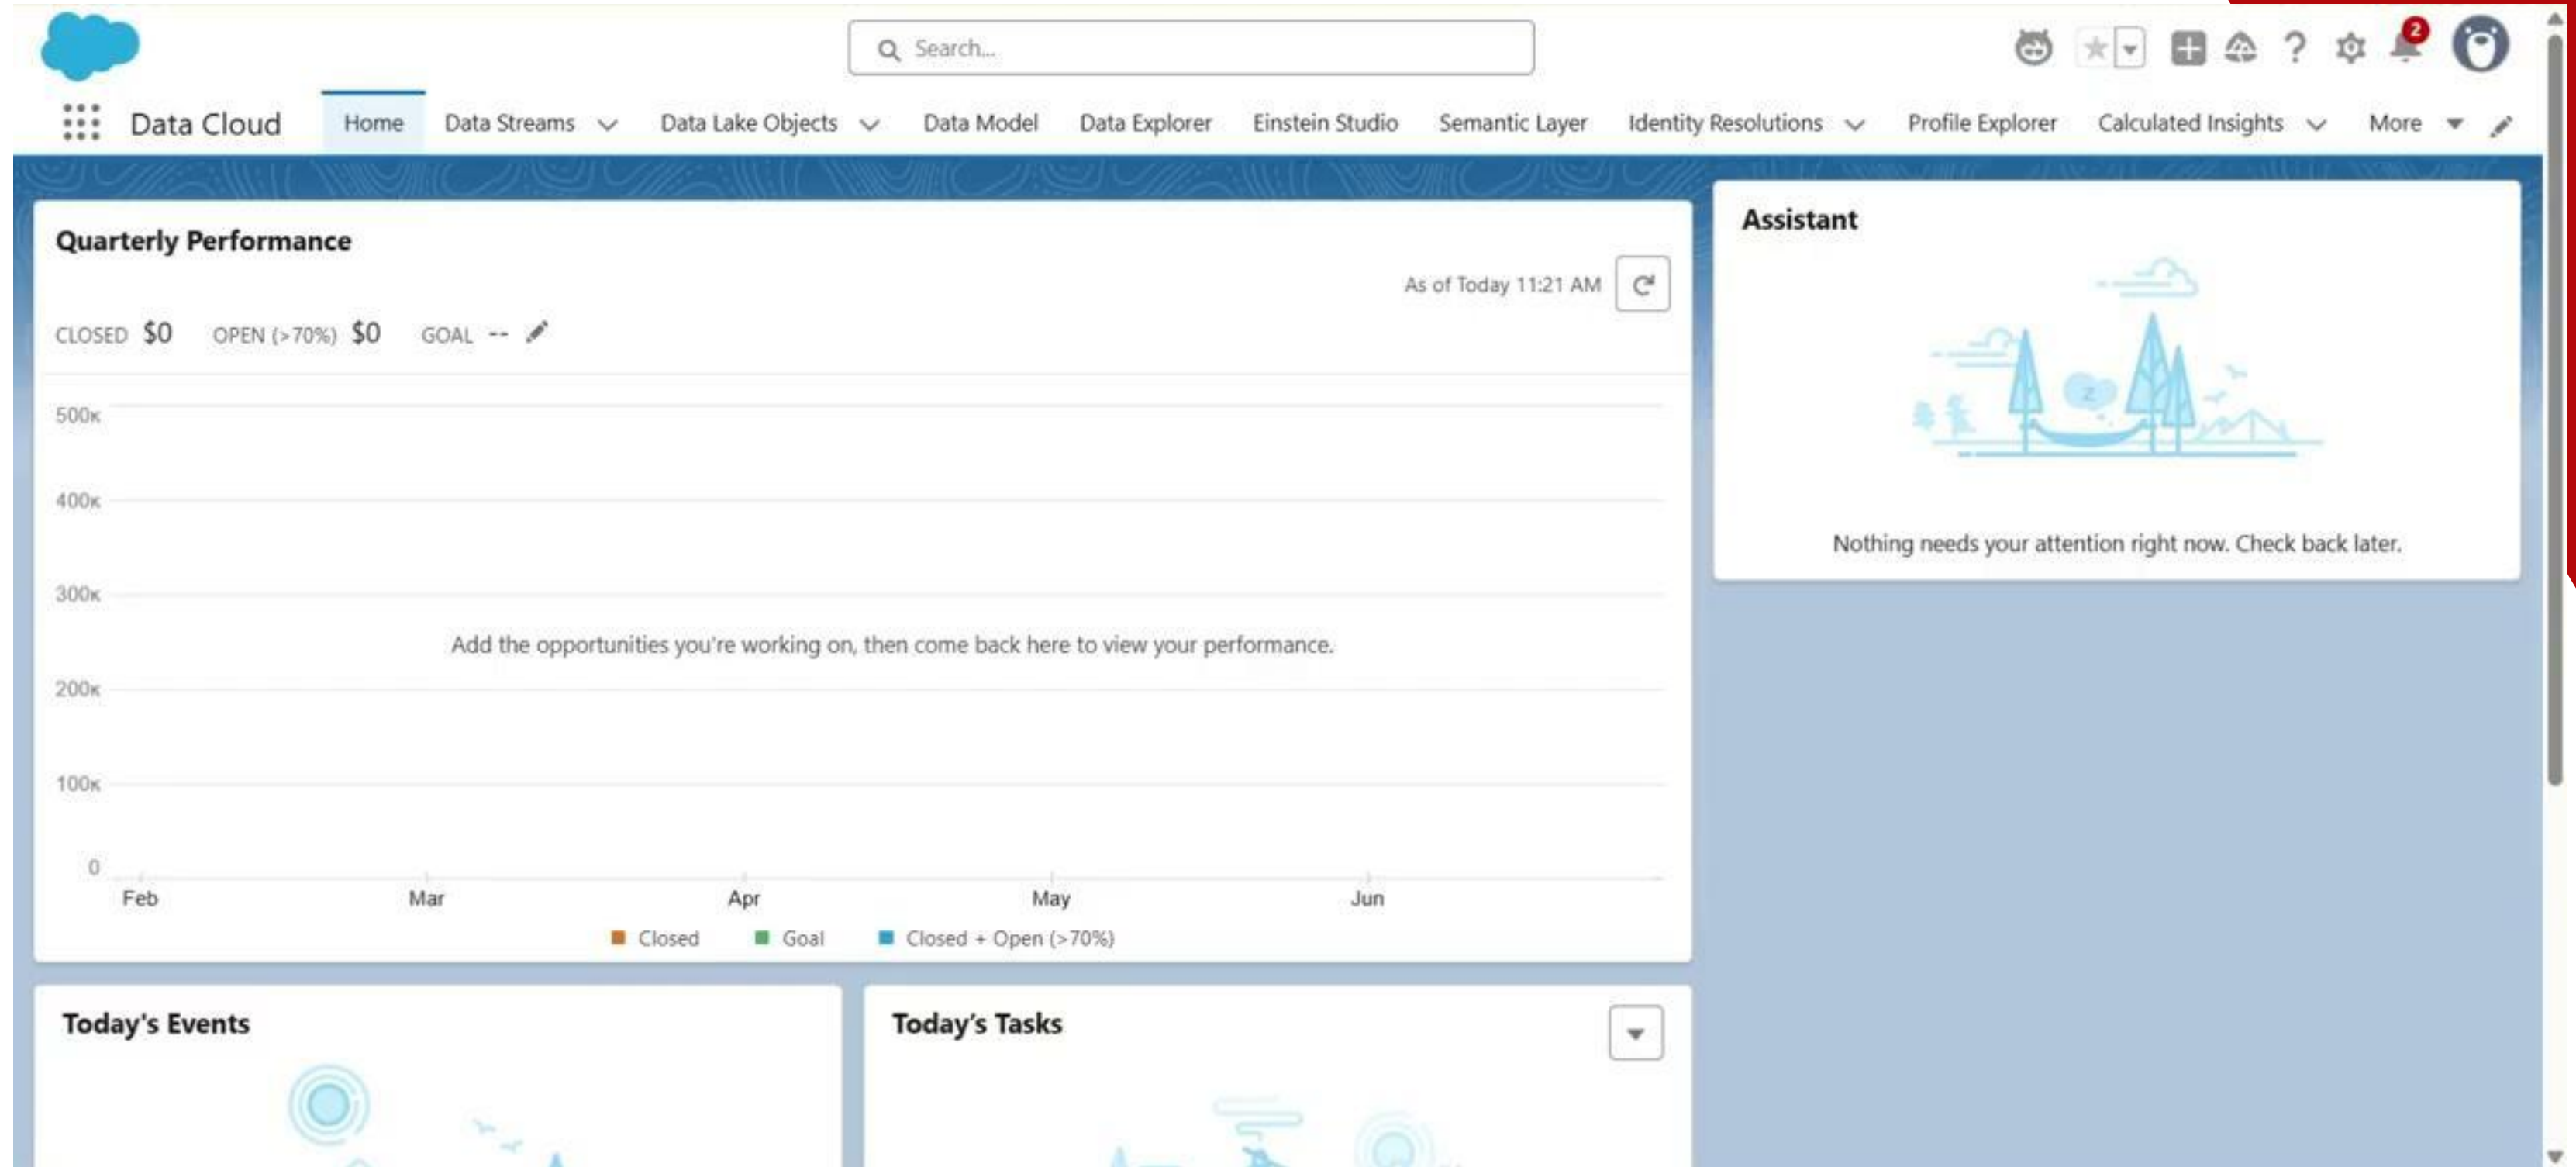 Search...
2
Data Cloud Home Data Streams Data Lake Objects Data Model Data Explorer Einstein Studio Semantic Layer Identity Resolutions Profile Explorer Calculated Insights More
Quarterly Performance
As of Today 11:21 AM
CLOSED $0 OPEN (>70%) $0 GOAL --
500K
400K
300K
Add the opportunities you're working on, then come back here to view your performance.
200K
100K
0
Feb Mar Apr May Jun
Closed Goal Closed + Open (>70%)
Assistant
Z
Nothing needs your attention right now. Check back later.
Today's Events
Today's Tasks